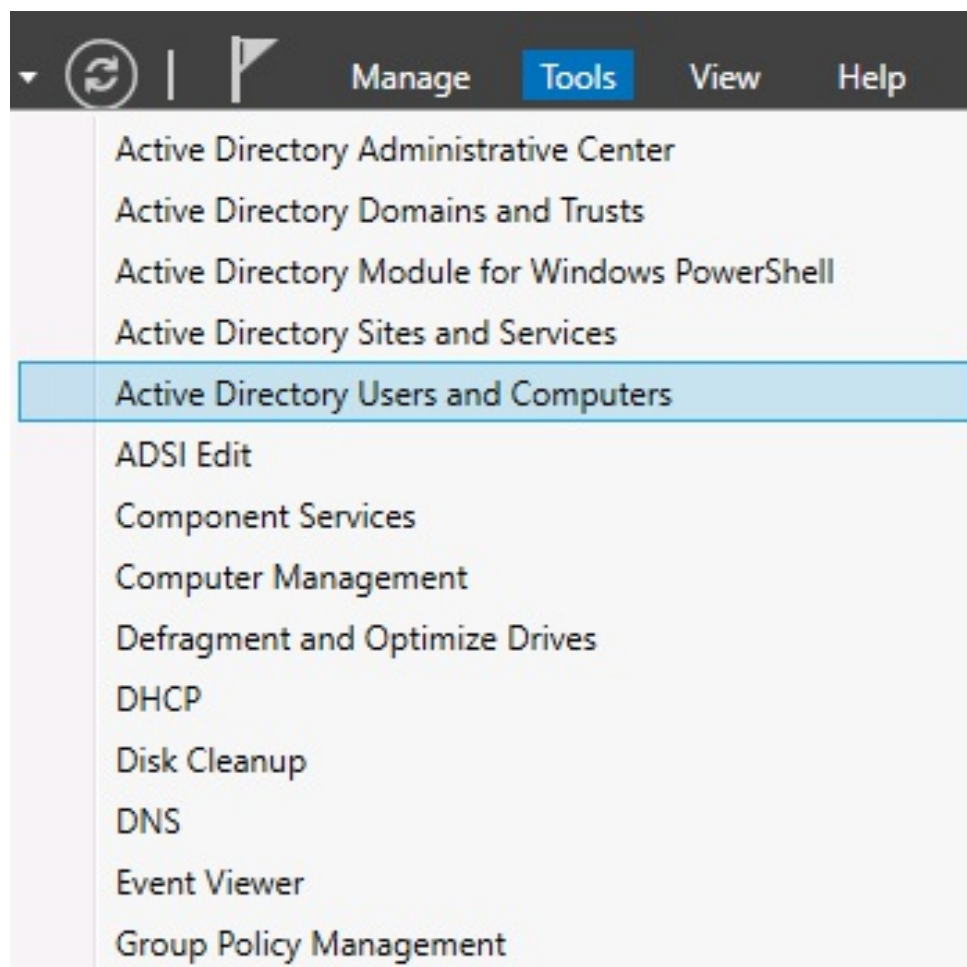 Manage Tools View Help
Active Directory Administrative Center
Active Directory Domains and Trusts
Active Directory Module for Windows PowerShell
Active Directory Sites and Services
Active Directory Users and Computers
ADSI Edit
Component Services
Computer Management
Defragment and Optimize Drives
DHCP
Disk Cleanup
DNS
Event Viewer
Group Policy Management